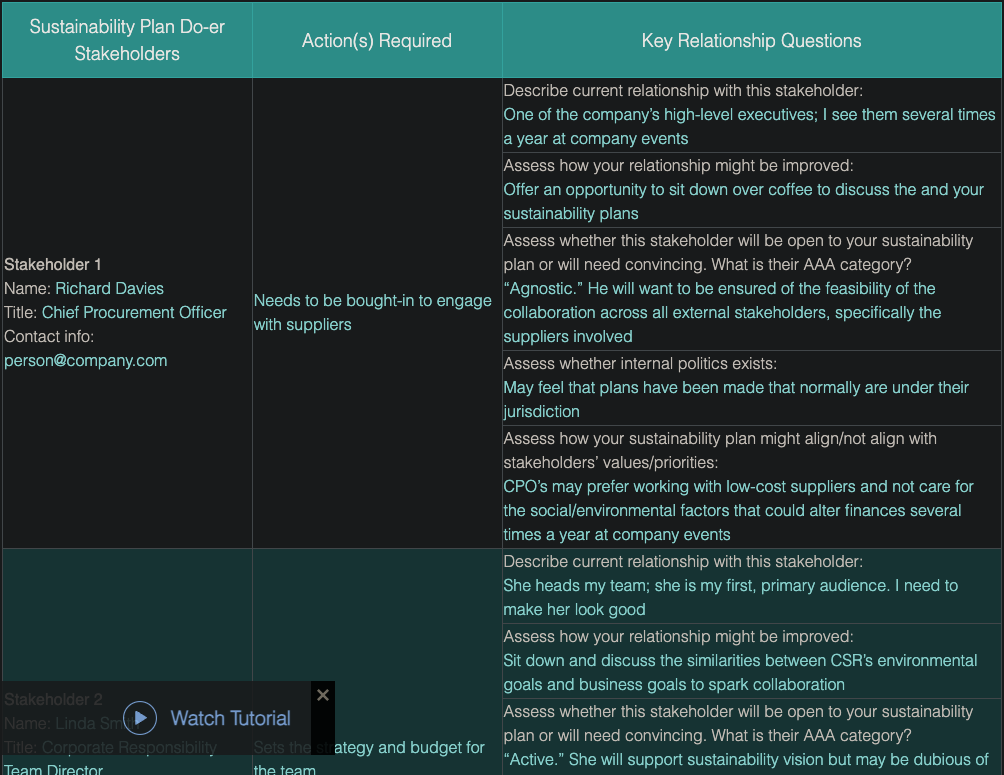 Sustainability Plan Do-er
Stakeholders
Action(s) Required
Key Relationship Questions
Stakeholder 1
Name: Richard Davies
Title: Chief Procurement Officer
Contact info:
person@company.com
Needs to be bought-in to engage
with suppliers
Describe current relationship with this stakeholder:
One of the company's high-level executives; I see them several times
a year at company events
Assess how your relationship might be improved:
Offer an opportunity to sit down over coffee to discuss the and your
sustainability plans
Assess whether this stakeholder will be open to your sustainability
plan or will need convincing. What is their AAA category?
“Agnostic.” He will want to be ensured of the feasibility of the
collaboration across all external stakeholders, specifically the
suppliers involved
Assess whether internal politics exists:
May feel that plans have been made that normally are under their
jurisdiction
Assess how your sustainability plan might align/not align with
stakeholders’ values/priorities:
CPO’s may prefer working with low-cost suppliers and not care for
the social/environmental factors that could alter finances several
times a year at company events
Stakeholder 2
Name: Linda
Title: Corporate Responsibility
Team Director
Watch Tutorial
Sets the strategy and budget for
the team
Describe current relationship with this stakeholder:
She heads my team; she is my first, primary audience. I need to
make her look good
Assess how your relationship might be improved:
Sit down and discuss the similarities between CSR’s environmental
goals and business goals to spark collaboration
Assess whether this stakeholder will be open to your sustainability
plan or will need convincing. What is their AAA category?
“Active.” She will support sustainability vision but may be dubious of